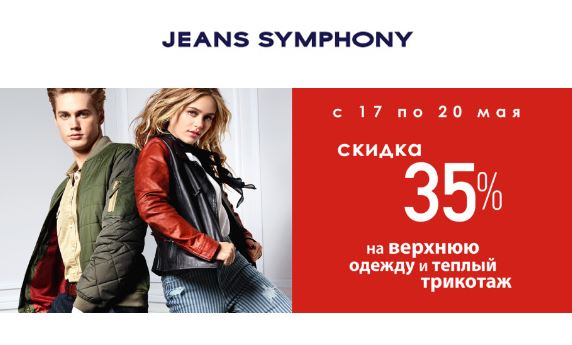 JEANS SYMPHONY
с 17 по 20 мая
скидка
35%
на верхнюю
одежду и теплый
трикотаж